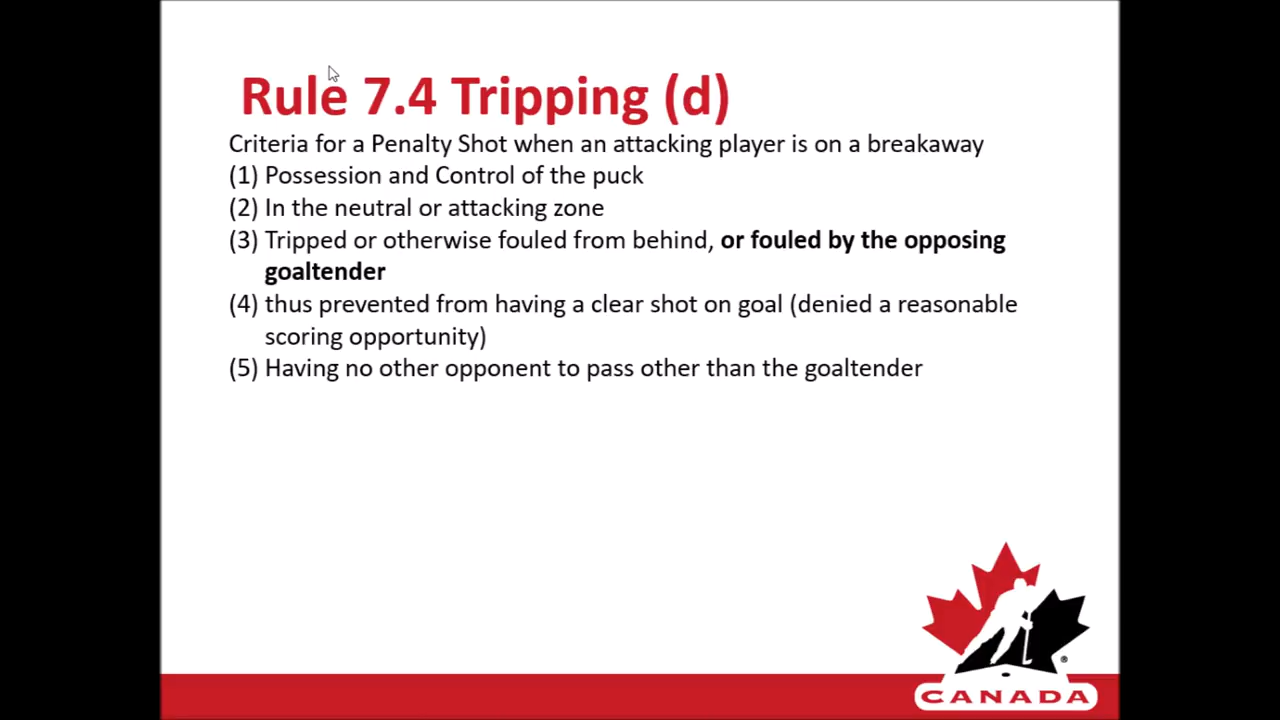 Rule 7.4 Tripping (d)
Criteria for a Penalty Shot when an attacking player is on a breakaway
(1) Possession and Control of the puck
(2) In the neutral or attacking zone
(3) Tripped or otherwise fouled from behind, or fouled by the opposing
goaltender
(4) thus prevented from having a clear shot on goal (denied a reasonable
scoring opportunity)
(5) Having no other opponent to pass other than the goaltender
®
CANADA